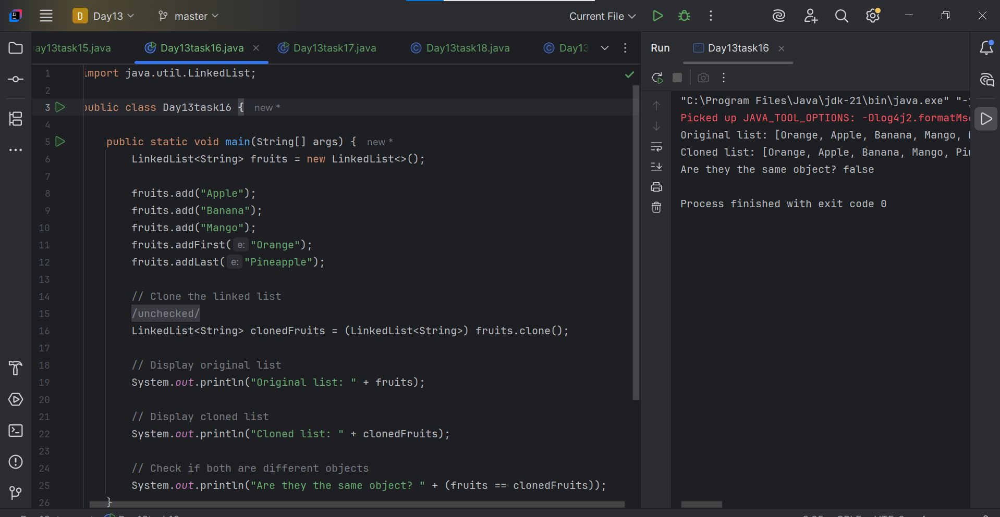 D Day13 master Current File
ay13task15.java Day13task16.java Day13task17.java Day13task18.java Day13
1 import java.util.LinkedList;
2
3 public class Day13task16 { new *
4
5 public static void main(String[] args) { new *
6 LinkedList<String> fruits = new LinkedList<>();
7
8 fruits.add("Apple");
9 fruits.add("Banana");
10 fruits.add("Mango");
11 fruits.addFirst( e: "Orange");
12 fruits.addLast( e: "Pineapple");
13
14 // Clone the linked list
15 /unchecked/
16 LinkedList<String> clonedFruits = (LinkedList<String>) fruits.clone();
17
18 // Display original list
19 System.out.println("Original list: " + fruits);
20
21 // Display cloned list
22 System.out.println("Cloned list: " + clonedFruits);
23
24 // Check if both are different objects
25 System.out.println("Are they the same object? " + (fruits == clonedFruits));
26 }
Run Day13task16
"C:\Program Files\Java\jdk-21\bin\java.exe" "-
Picked up JAVA_TOOL_OPTIONS: -Dlog4j2.formatMs
Original list: [Orange, Apple, Banana, Mango,
Cloned list: [Orange, Apple, Banana, Mango, Pi
Are they the same object? false
Process finished with exit code 0